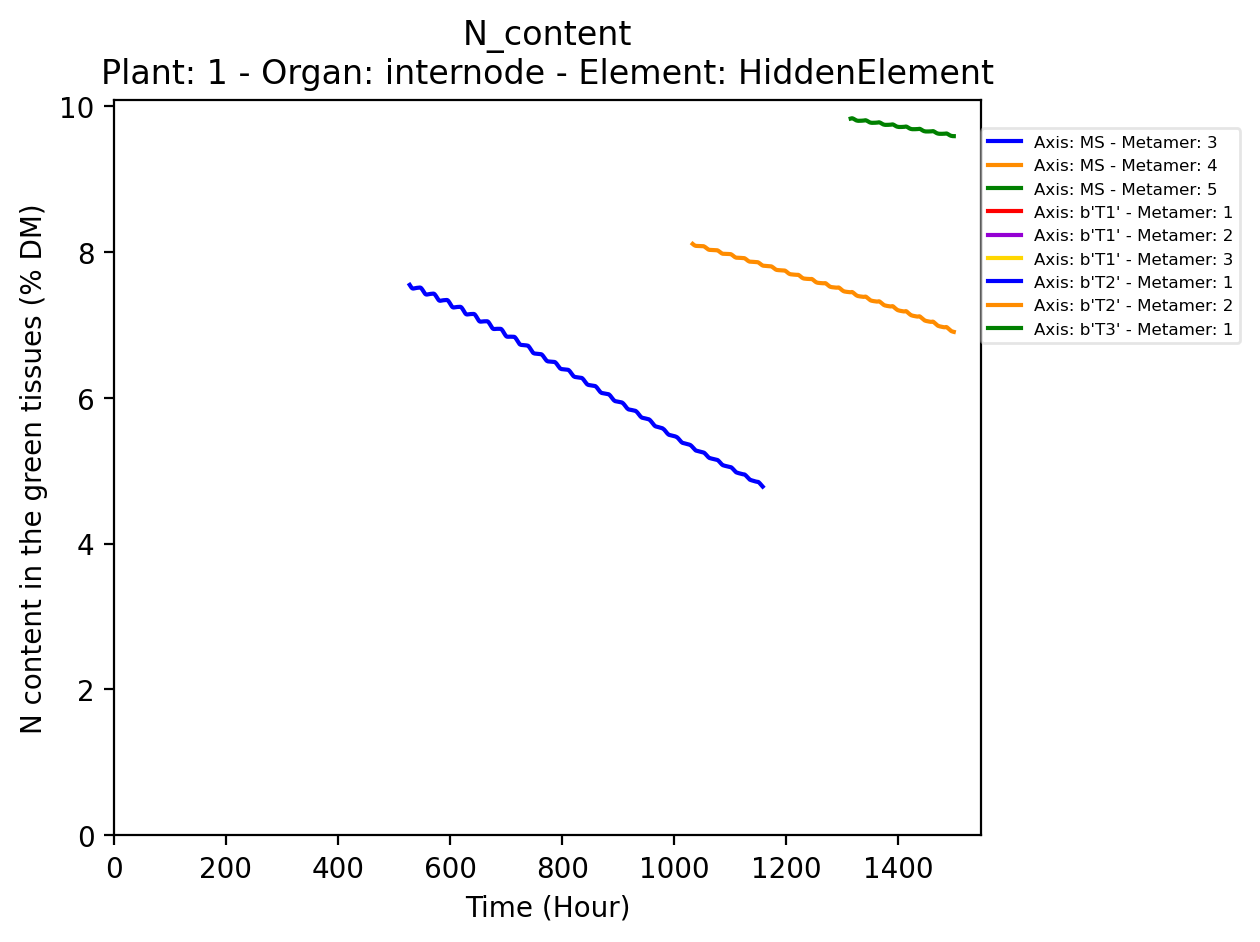 N_content
Plant: 1 - Organ: internode - Element: HiddenElement
N content in the green tissues (% DM)
10
8
6
4
2
0
0 200 400 600 800 1000 1200 1400
Time (Hour)
Axis: MS - Metamer: 3
Axis: MS - Metamer: 4
Axis: MS - Metamer: 5
Axis: b'T1' - Metamer: 1
Axis: b'T1' - Metamer: 2
Axis: b'T1' - Metamer: 3
Axis: b'T2' - Metamer: 1
Axis: b'T2' - Metamer: 2
Axis: b'T3' - Metamer: 1